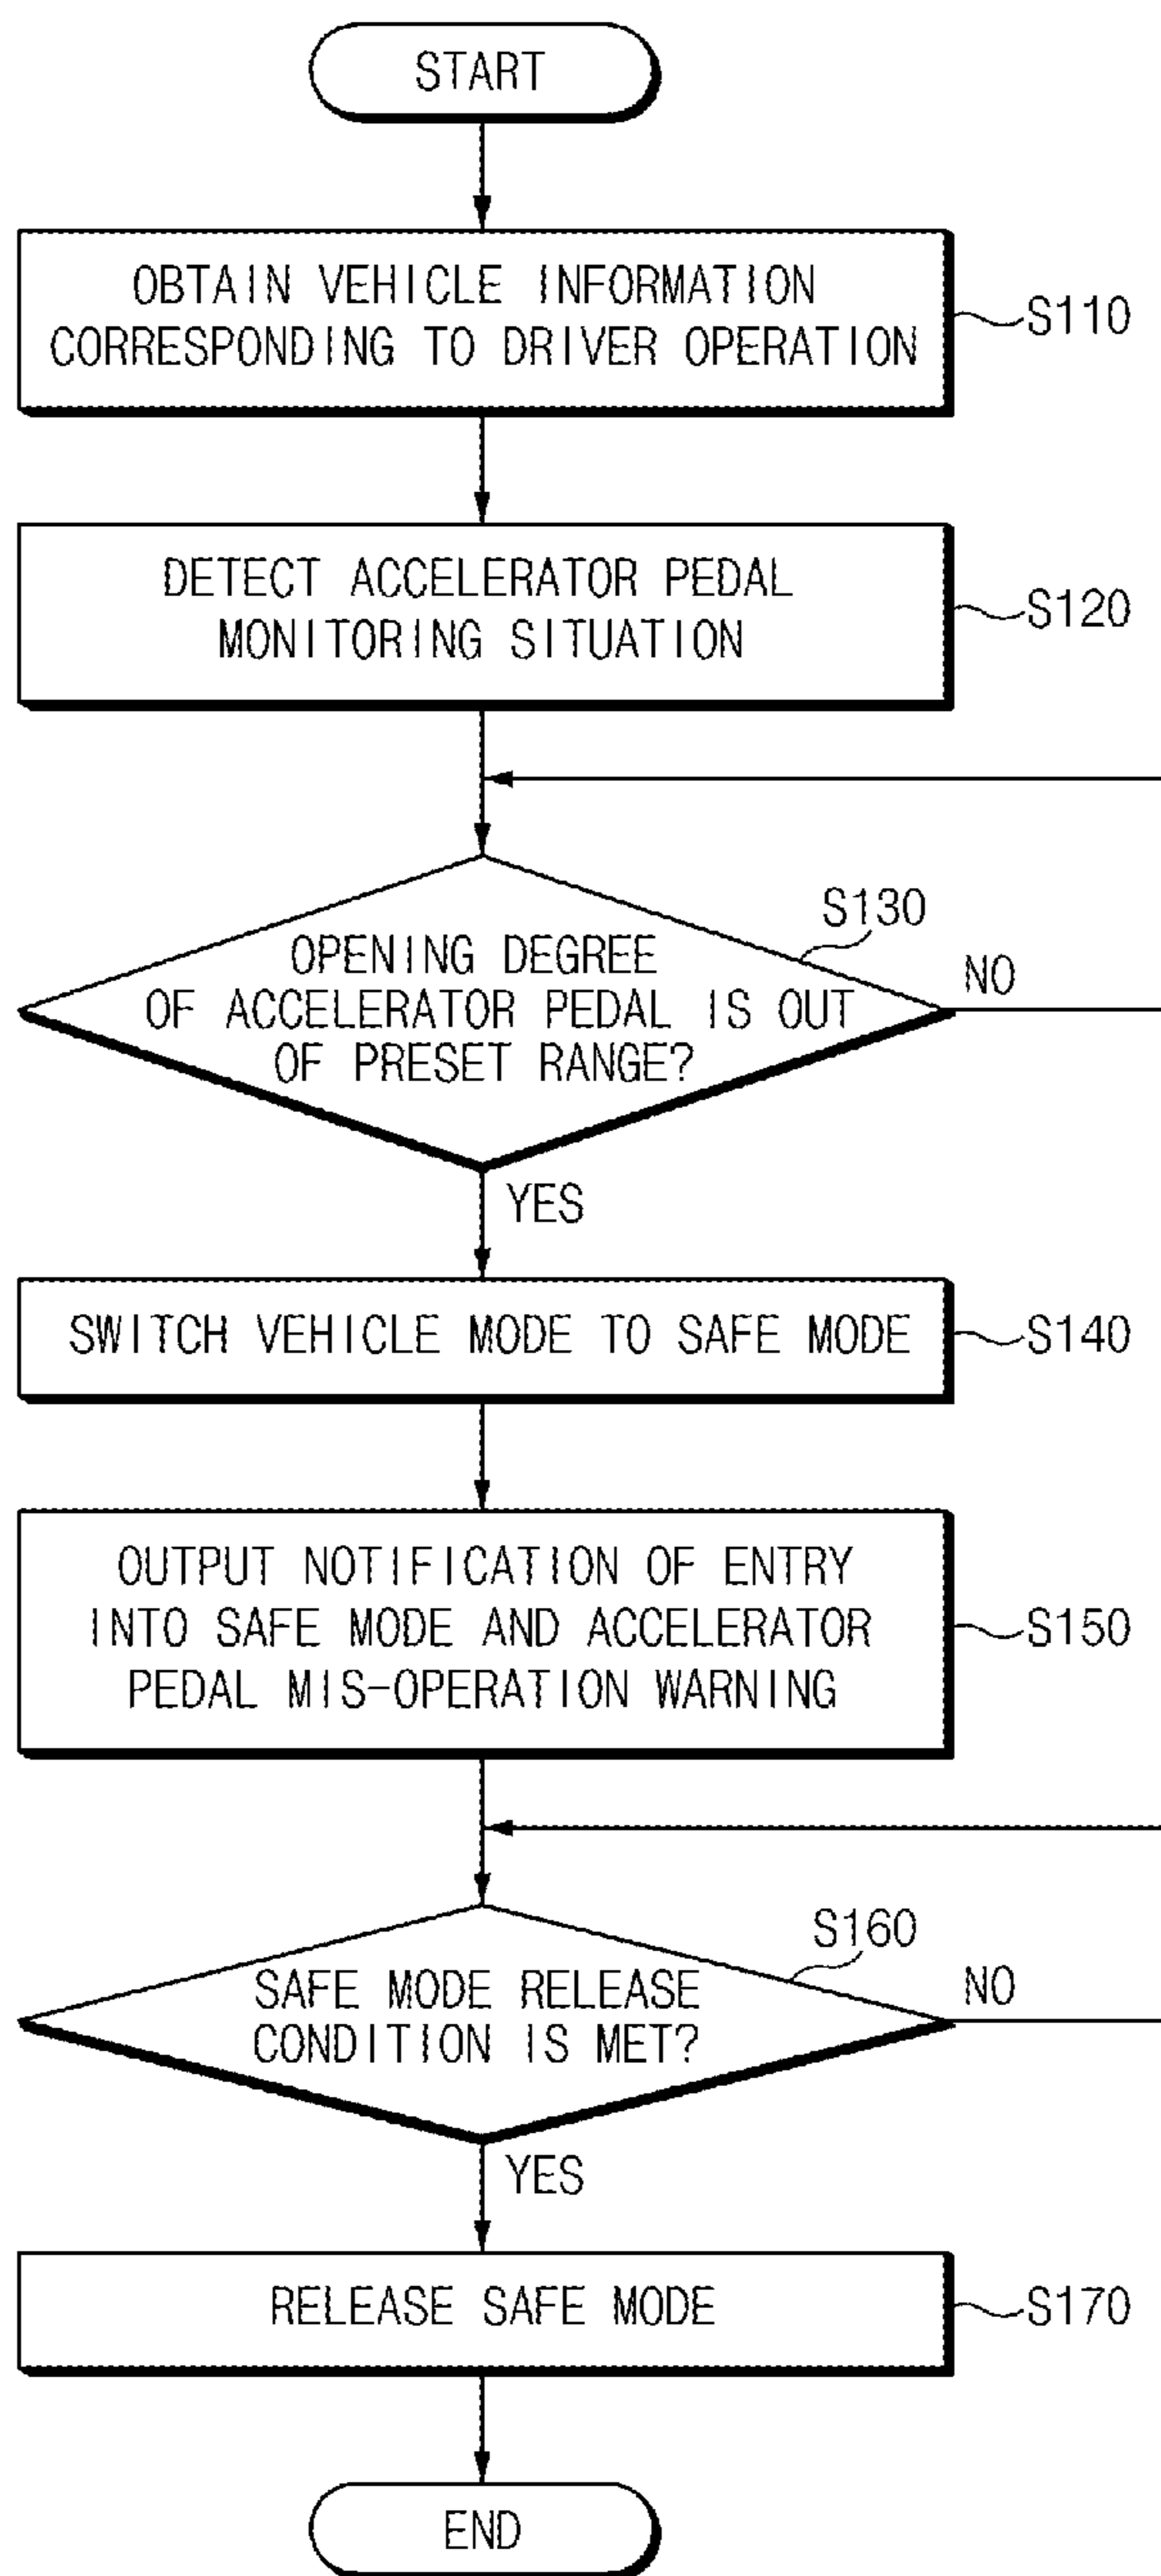 START
OBTAIN VEHICLE INFORMATION
CORRESPONDING TO DRIVER OPERATION
S110
DETECT ACCELERATOR PEDAL
MONITORING SITUATION
S120
S130
OPENING DEGREE
OF ACCELERATOR PEDAL IS OUT
OF PRESET RANGE?
NO
YES
SWITCH VEHICLE MODE TO SAFE MODE
S140
OUTPUT NOTIFICATION OF ENTRY
INTO SAFE MODE AND ACCELERATOR
PEDAL MIS-OPERATION WARNING
S150
S160
SAFE MODE RELEASE
CONDITION IS MET?
NO
YES
RELEASE SAFE MODE
S170
END